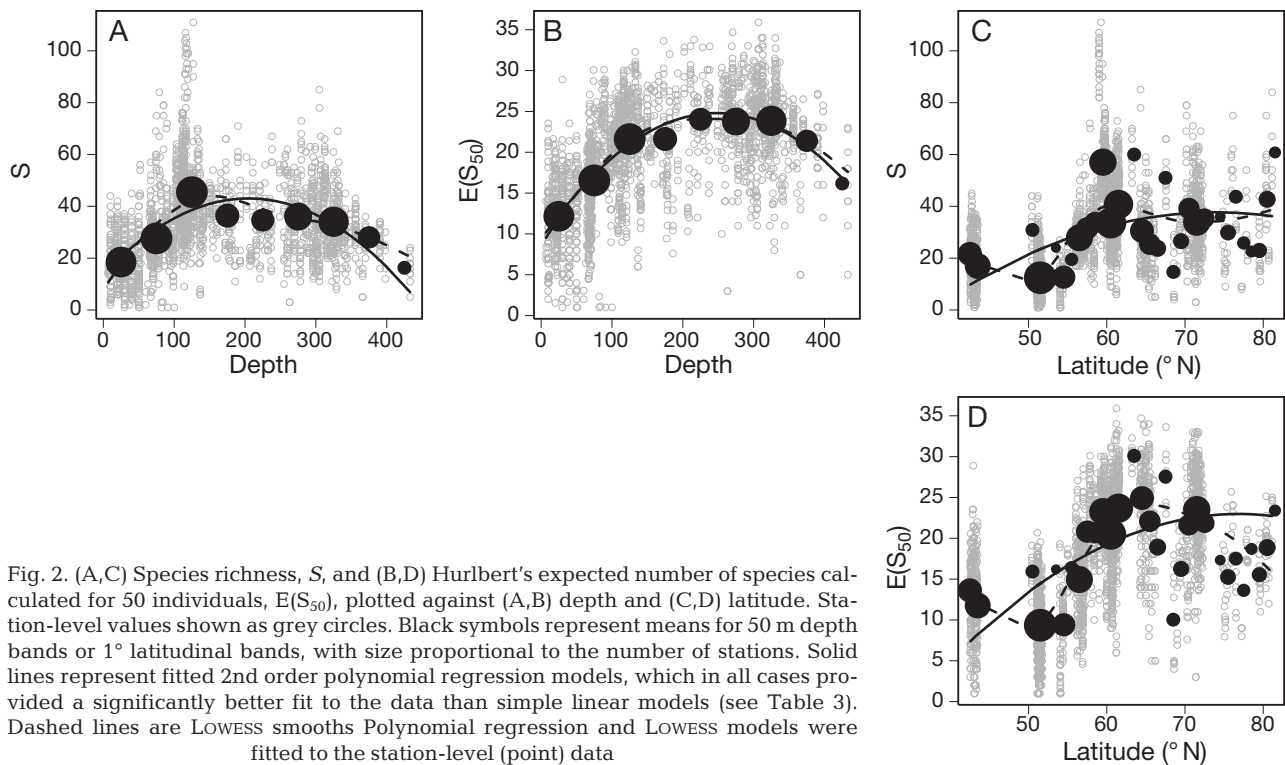 A
S
100
80
60
40
20
0
0 100 200 300 400
Depth
B
E(S50)
35
30
25
20
15
10
5
0
0 100 200 300 400
Depth
C
S
100
80
60
40
20
0
50 60 70 80
Latitude (° N)
D
E(S50)
35
30
25
20
15
10
5
0
50 60 70 80
Latitude (° N)
Fig. 2. (A,C) Species richness, S, and (B,D) Hurlbert's expected number of species cal-
culated for 50 individuals, E(S50), plotted against (A,B) depth and (C,D) latitude. Sta-
tion-level values shown as grey circles. Black symbols represent means for 50 m depth
bands or 1° latitudinal bands, with size proportional to the number of stations. Solid
lines represent fitted 2nd order polynomial regression models, which in all cases pro-
vided a significantly better fit to the data than simple linear models (see Table 3).
Dashed lines are LOWESS smooths Polynomial regression and LOWESS models were
fitted to the station-level (point) data